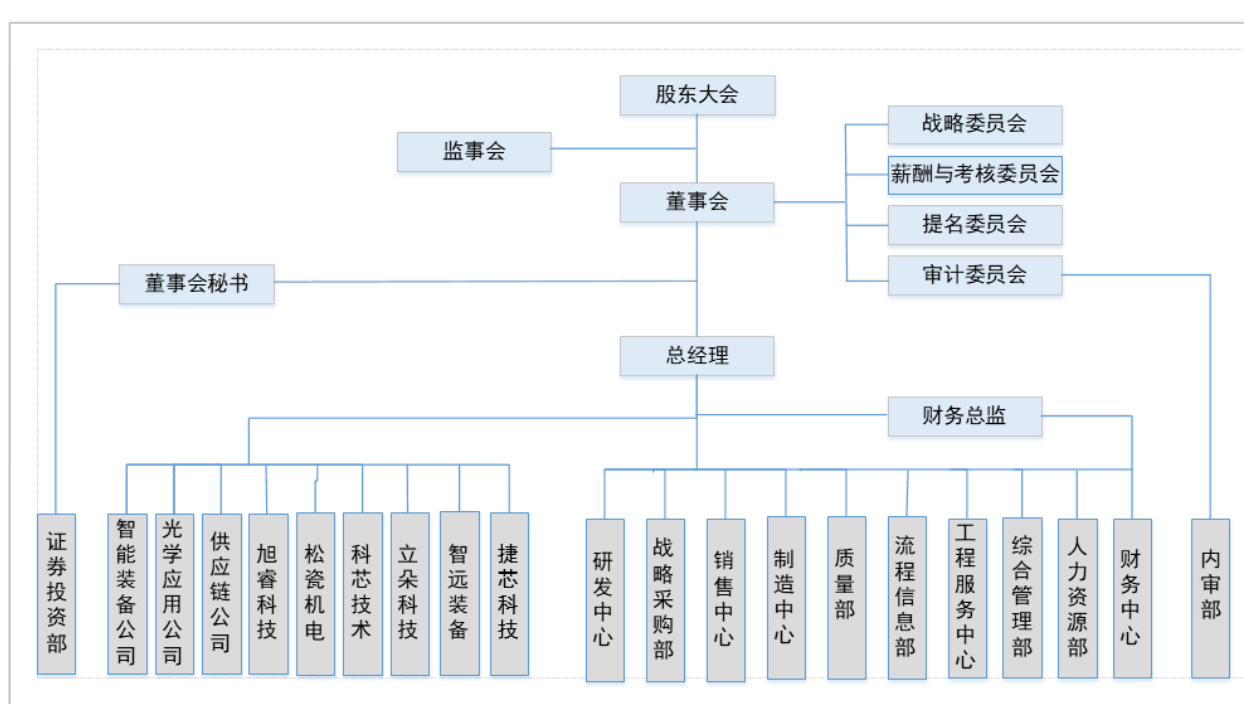 股东大会
监事会
战略委员会
薪酬与考核委员会
董事会
提名委员会
董事会秘书
审计委员会
总经理
财务总监
证券投资部
智能装备公司
光学应用公司
供应链公司
旭睿科技
松瓷机电
科芯技术
立朵科技
智远装备
捷芯科技
研发中心
战略采购部
销售中心
制造中心
质量部
流程信息部
工程服务中心
综合管理部
人力资源部
财务中心
内审部